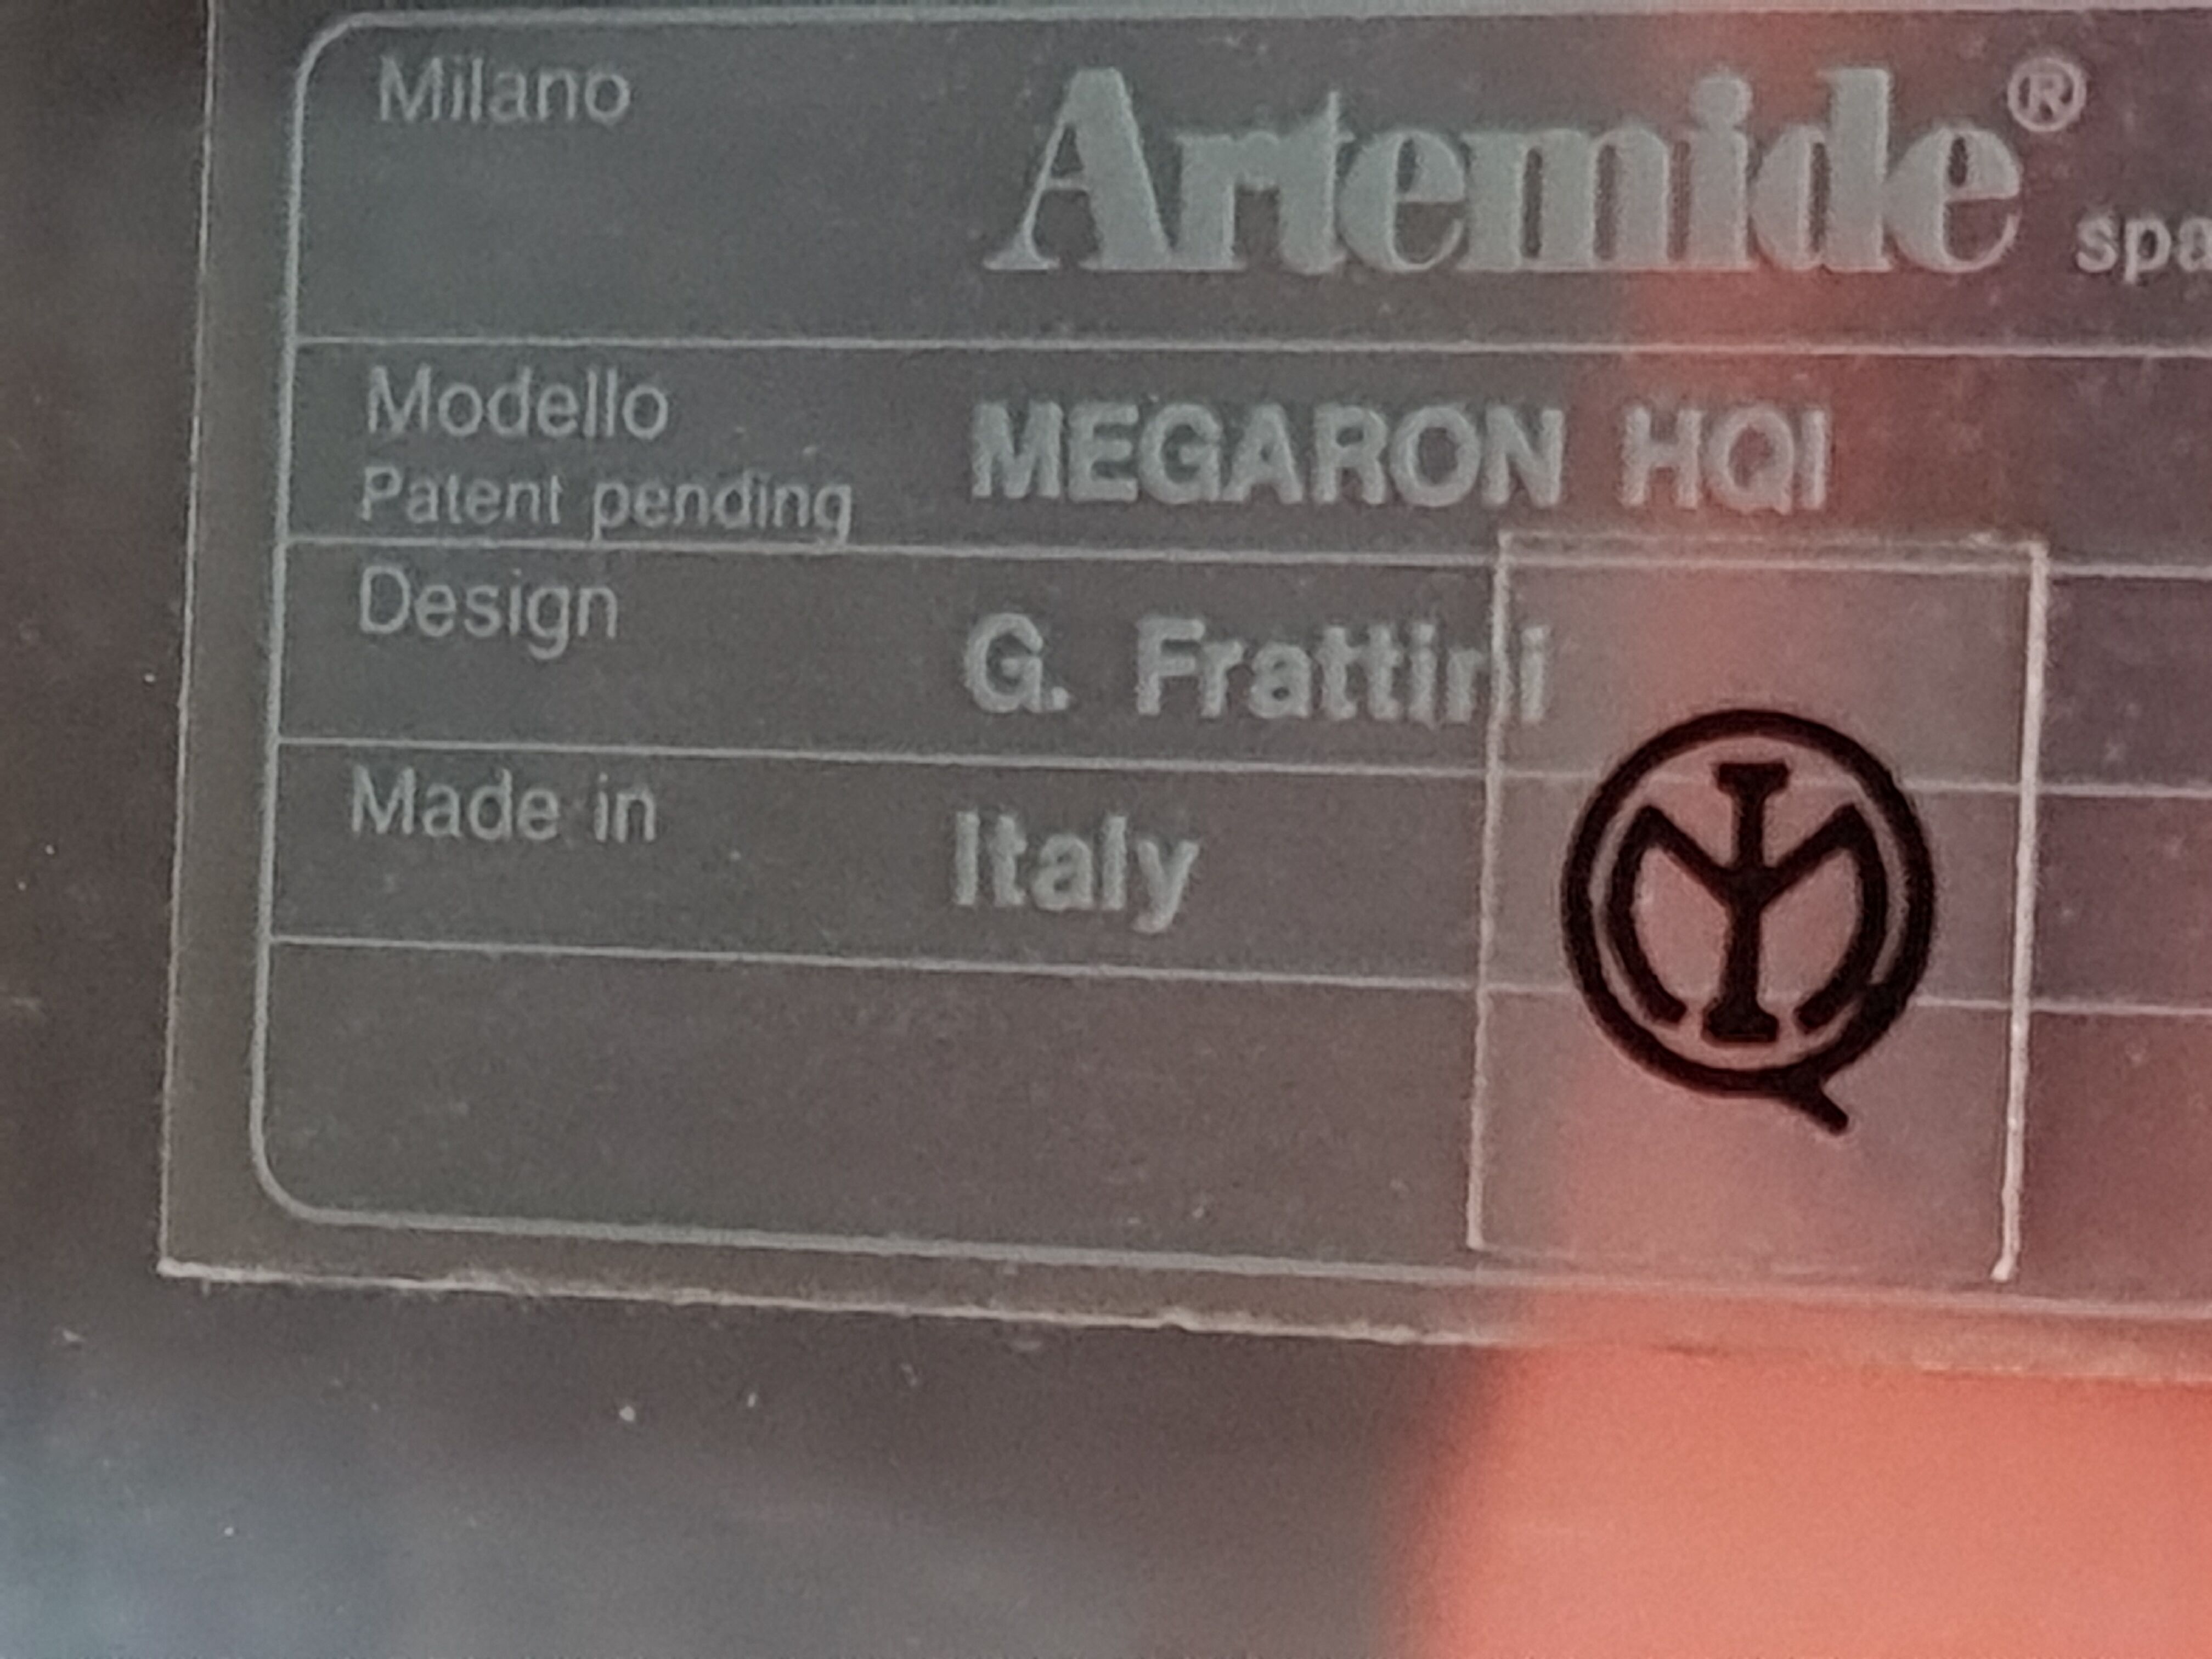 Milano Artemide® spa
Modello MEGARON HQI
Patent pending
Design G. Frattini
Made in Italy